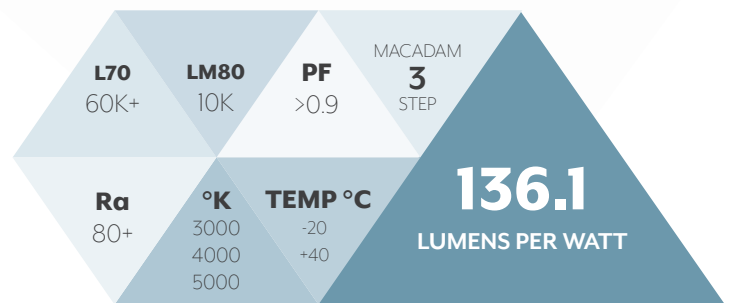 L70
60K+
LM80
10K
PF
>0.9
MACADAM
3
STEP
Ra
80+
°K
3000
4000
5000
TEMP °C
-20
+40
136.1
LUMENS PER WATT